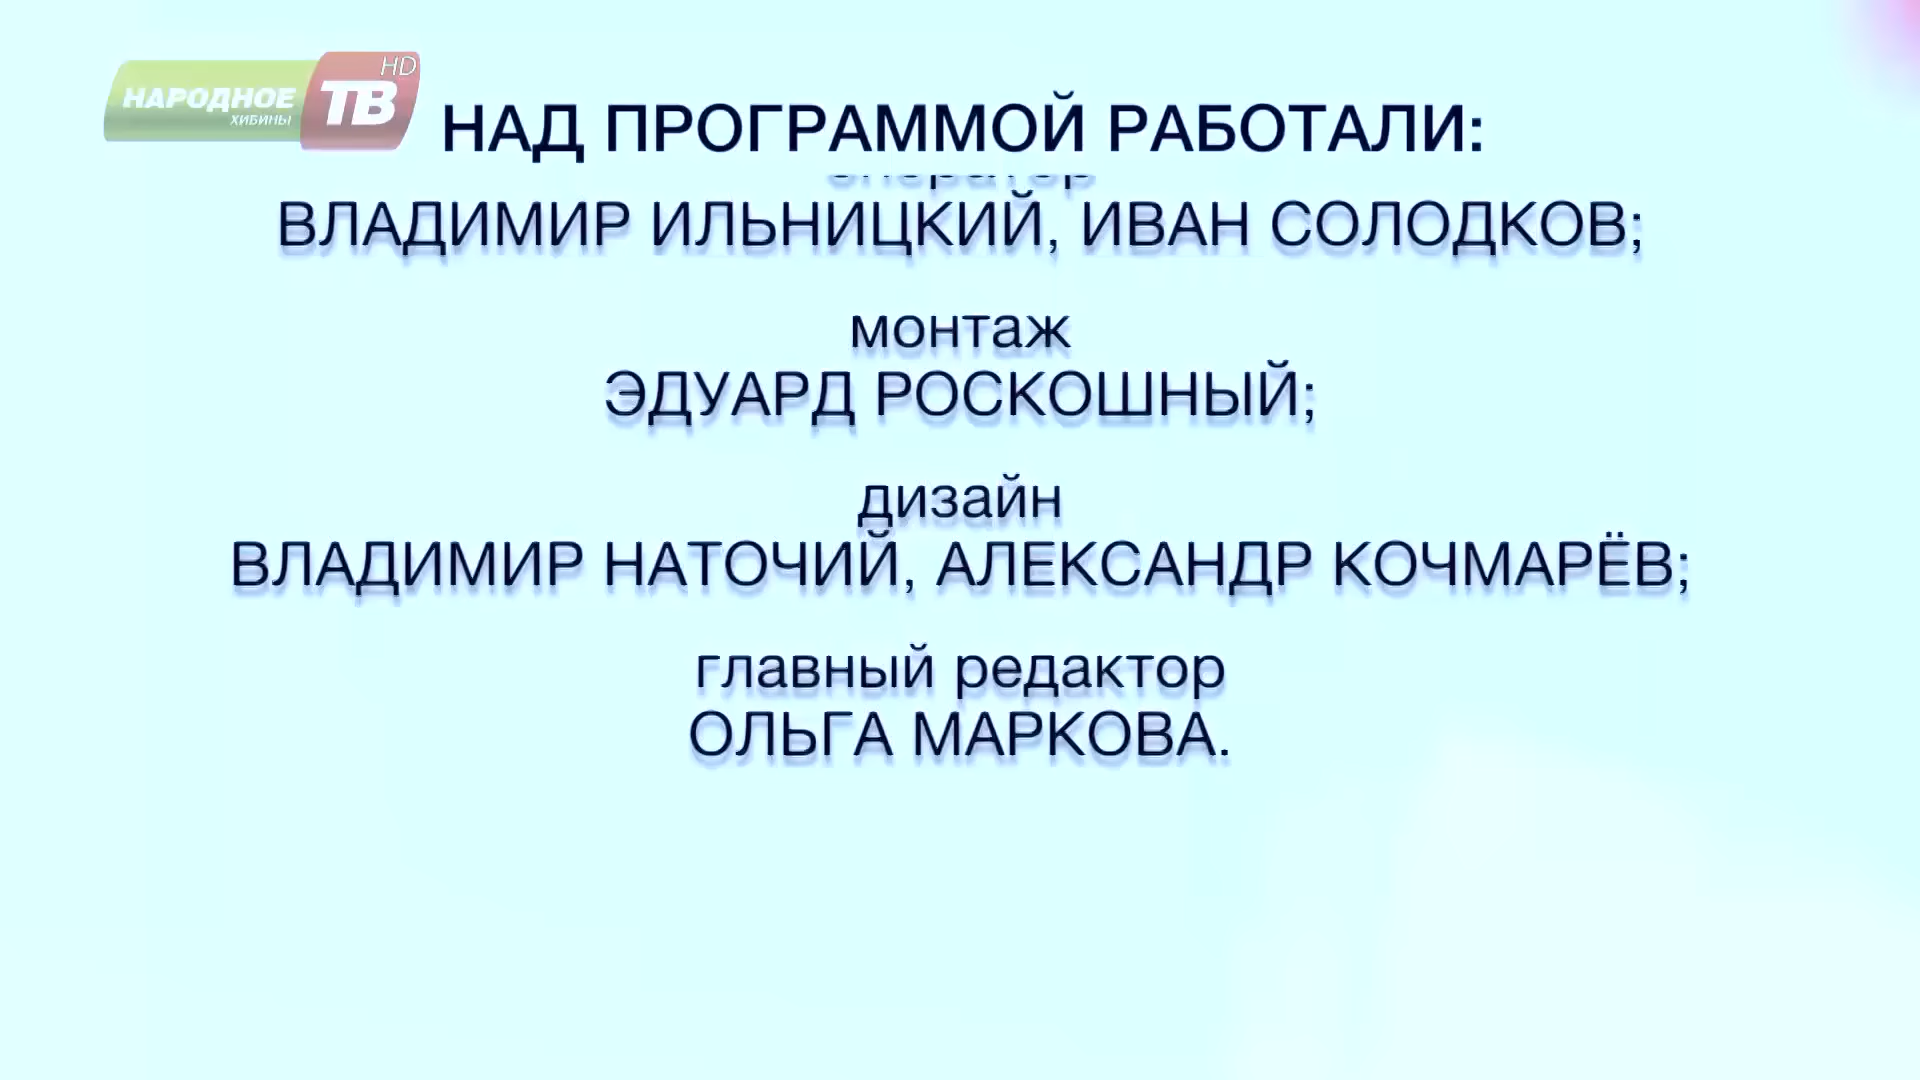 НАРОДНОЕ
ХИБИНЫ
ТВ
HD
НАД ПРОГРАММОЙ РАБОТАЛИ:
оператор
ВЛАДИМИР ИЛЬНИЦКИЙ, ИВАН СОЛОДКОВ;
монтаж
ЭДУАРД РОСКОШНЫЙ;
дизайн
ВЛАДИМИР НАТОЧИЙ, АЛЕКСАНДР КОЧМАРЁВ;
главный редактор
ОЛЬГА МАРКОВА.